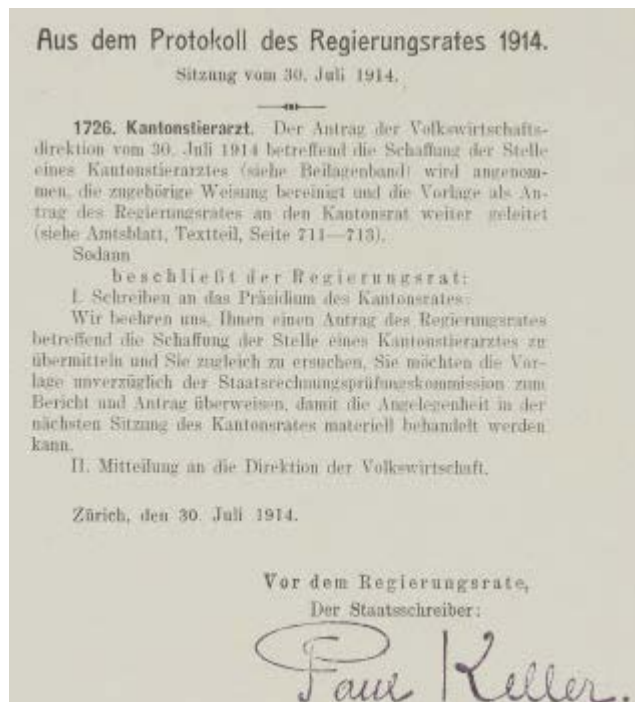 Aus dem Protokoll des Regierungsrates 1914.
Sitzung vom 30. Juli 1914.
1726. Kantonstierarzt. Der Antrag der Volkswirtschafts-
direktion vom 30. Juli 1914 betreffend die Schaffung der Stelle
eines Kantonstierarztes (siehe Beilagenband) wird angenom-
men, die zugehörige Weisung bereinigt und die Vorlage als An-
trag des Regierungsrates an den Kantonsrat weiter geleitet
(siehe Amtsblatt, Textteil, Seite 711—713).
Sodann
beschließt der Regierungsrat:
I. Schreiben an das Präsidium des Kantonsrates:
Wir beehren uns, Ihnen einen Antrag des Regierungsrates
betreffend die Schaffung der Stelle eines Kantonstierarztes zu
übermitteln und Sie zugleich zu ersuchen, Sie möchten die Vor-
lage unverzüglich der Staatsrechnungsprüfungskommission zum
Bericht und Antrag überweisen, damit die Angelegenheit in der
nächsten Sitzung des Kantonsrates materiell behandelt werden
kann.
II. Mitteilung an die Direktion der Volkswirtschaft.
Zürich, den 30. Juli 1914.
Vor dem Regierungsrate,
Der Staatsschreiber:
Paul Keller.